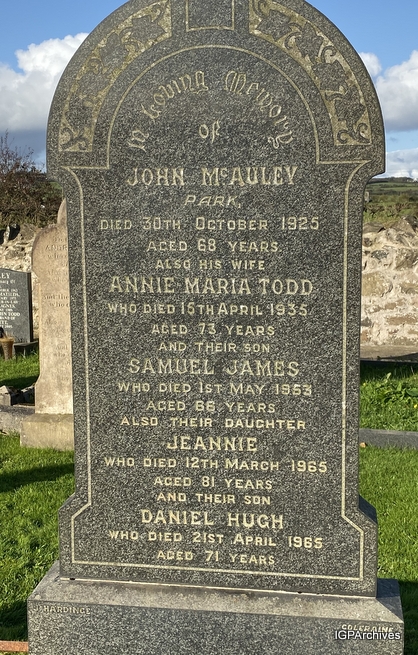 In Loving Memory
of
JOHN McAULEY
PARK,
DIED 30TH OCTOBER 1925
AGED 68 YEARS.
ALSO HIS WIFE
ANNIE MARIA TODD
WHO DIED 15TH APRIL 1935
AGED 73 YEARS
AND THEIR SON
SAMUEL JAMES
WHO DIED 1ST MAY 1953
AGED 66 YEARS
ALSO THEIR DAUGHTER
JEANNIE
WHO DIED 12TH MARCH 1965
AGED 81 YEARS
AND THEIR SON
DANIEL HUGH
WHO DIED 21ST APRIL 1965
AGED 71 YEARS
HARDINGE
COLERAINE
IGPArchives